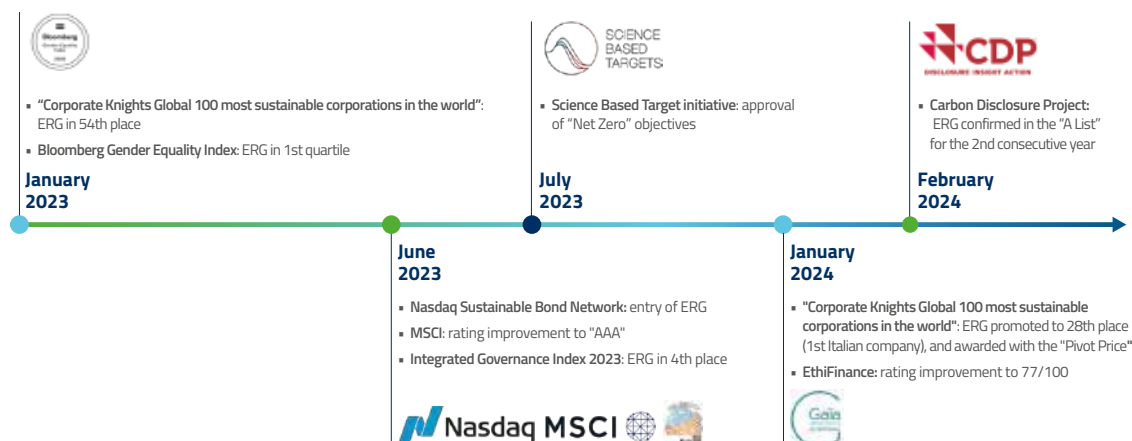 Bloomberg
SCIENCE
BASED
TARGETS
CDP
DISCLOSURE INSIGHT ACTION
▪ “Corporate Knights Global 100 most sustainable corporations in the world”:
ERG in 54th place
▪ Bloomberg Gender Equality Index: ERG in 1st quartile
▪ Science Based Target initiative: approval
of “Net Zero” objectives
▪ Carbon Disclosure Project:
ERG confirmed in the “A List”
for the 2nd consecutive year
January
2023
July
2023
February
2024
June
2023
January
2024
▪ Nasdaq Sustainable Bond Network: entry of ERG
▪ MSCI: rating improvement to "AAA"
▪ Integrated Governance Index 2023: ERG in 4th place
▪ "Corporate Knights Global 100 most sustainable
corporations in the world": ERG promoted to 28th place
(1st Italian company), and awarded with the "Pivot Price"
▪ EthiFinance: rating improvement to 77/100
Nasdaq MSCI
Gaïa